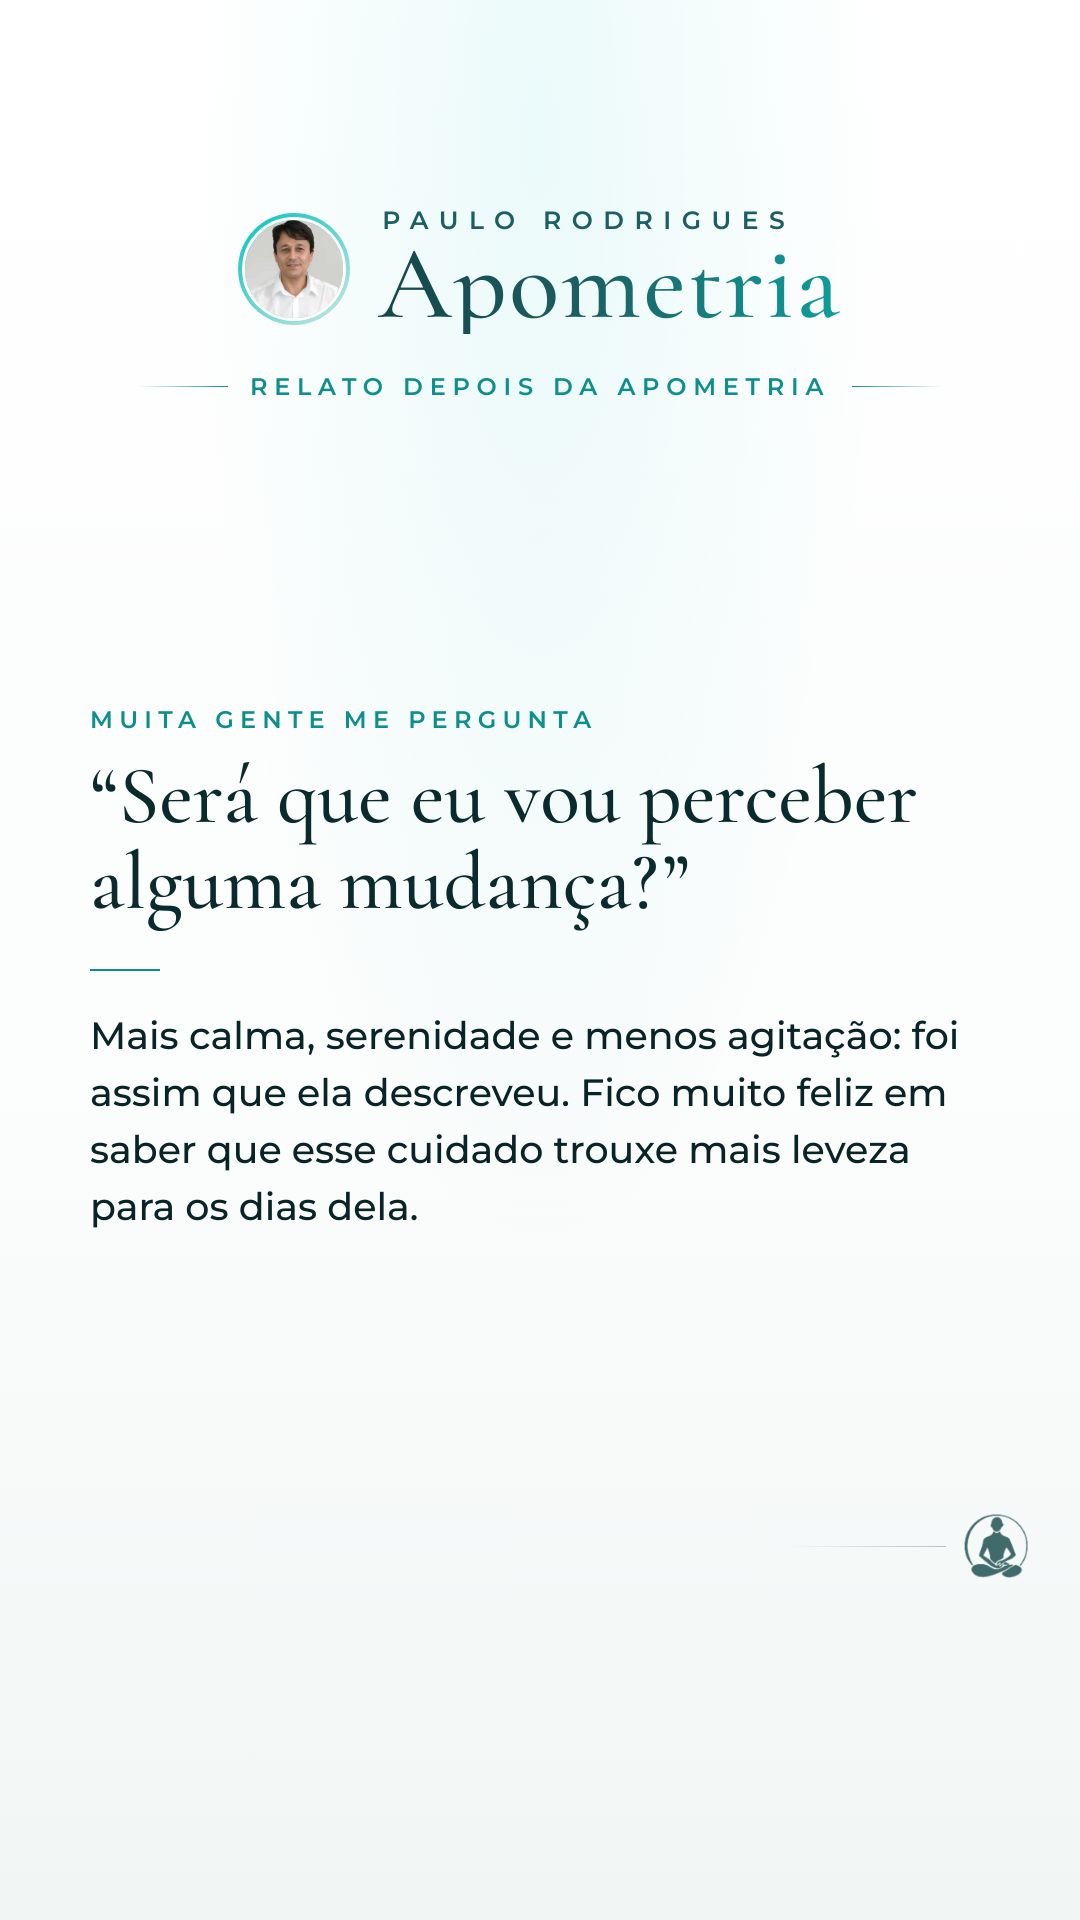 PAULO RODRIGUES
Apometria
RELATO DEPOIS DA APOMETRIA
MUITA GENTE ME PERGUNTA
“Será que eu vou perceber
alguma mudança?”
Mais calma, serenidade e menos agitação: foi
assim que ela descreveu. Fico muito feliz em
saber que esse cuidado trouxe mais leveza
para os dias dela.